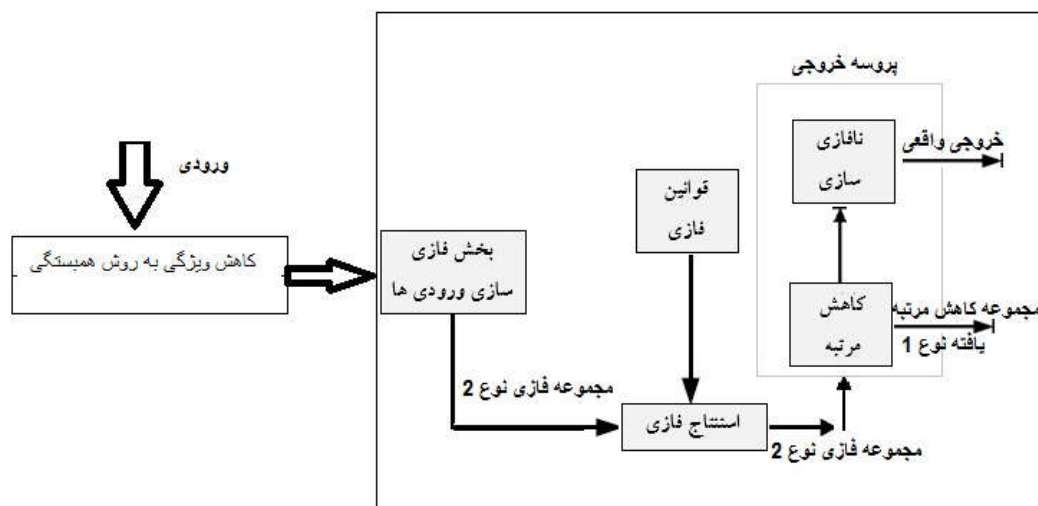 پروسه خروجی
ورودی
کاهش ویژگی به روش همبستگی
بخش فازی
سازی ورودی ها
قوانین
فازی
نافازی
سازی
خروجی واقعی
کاهش
مرتبه
مجموعه کاهش مرتبه
یافته نوع 1
مجموعه فازی نوع 2
استنتاج فازی
مجموعه فازی نوع 2